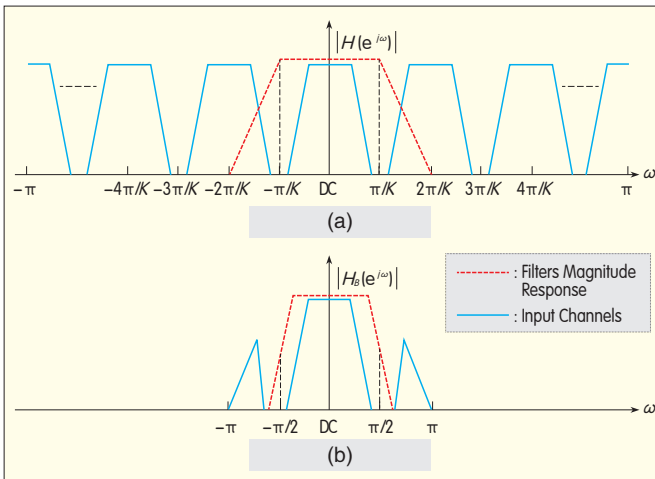 |H(e^jω)|
−π −4π/K −3π/K −2π/K −π/K DC π/K 2π/K 3π/K 4π/K π ω
(a)
|H_B(e^jω)|
: Filters Magnitude
Response
: Input Channels
−π −π/2 DC π/2 π ω
(b)